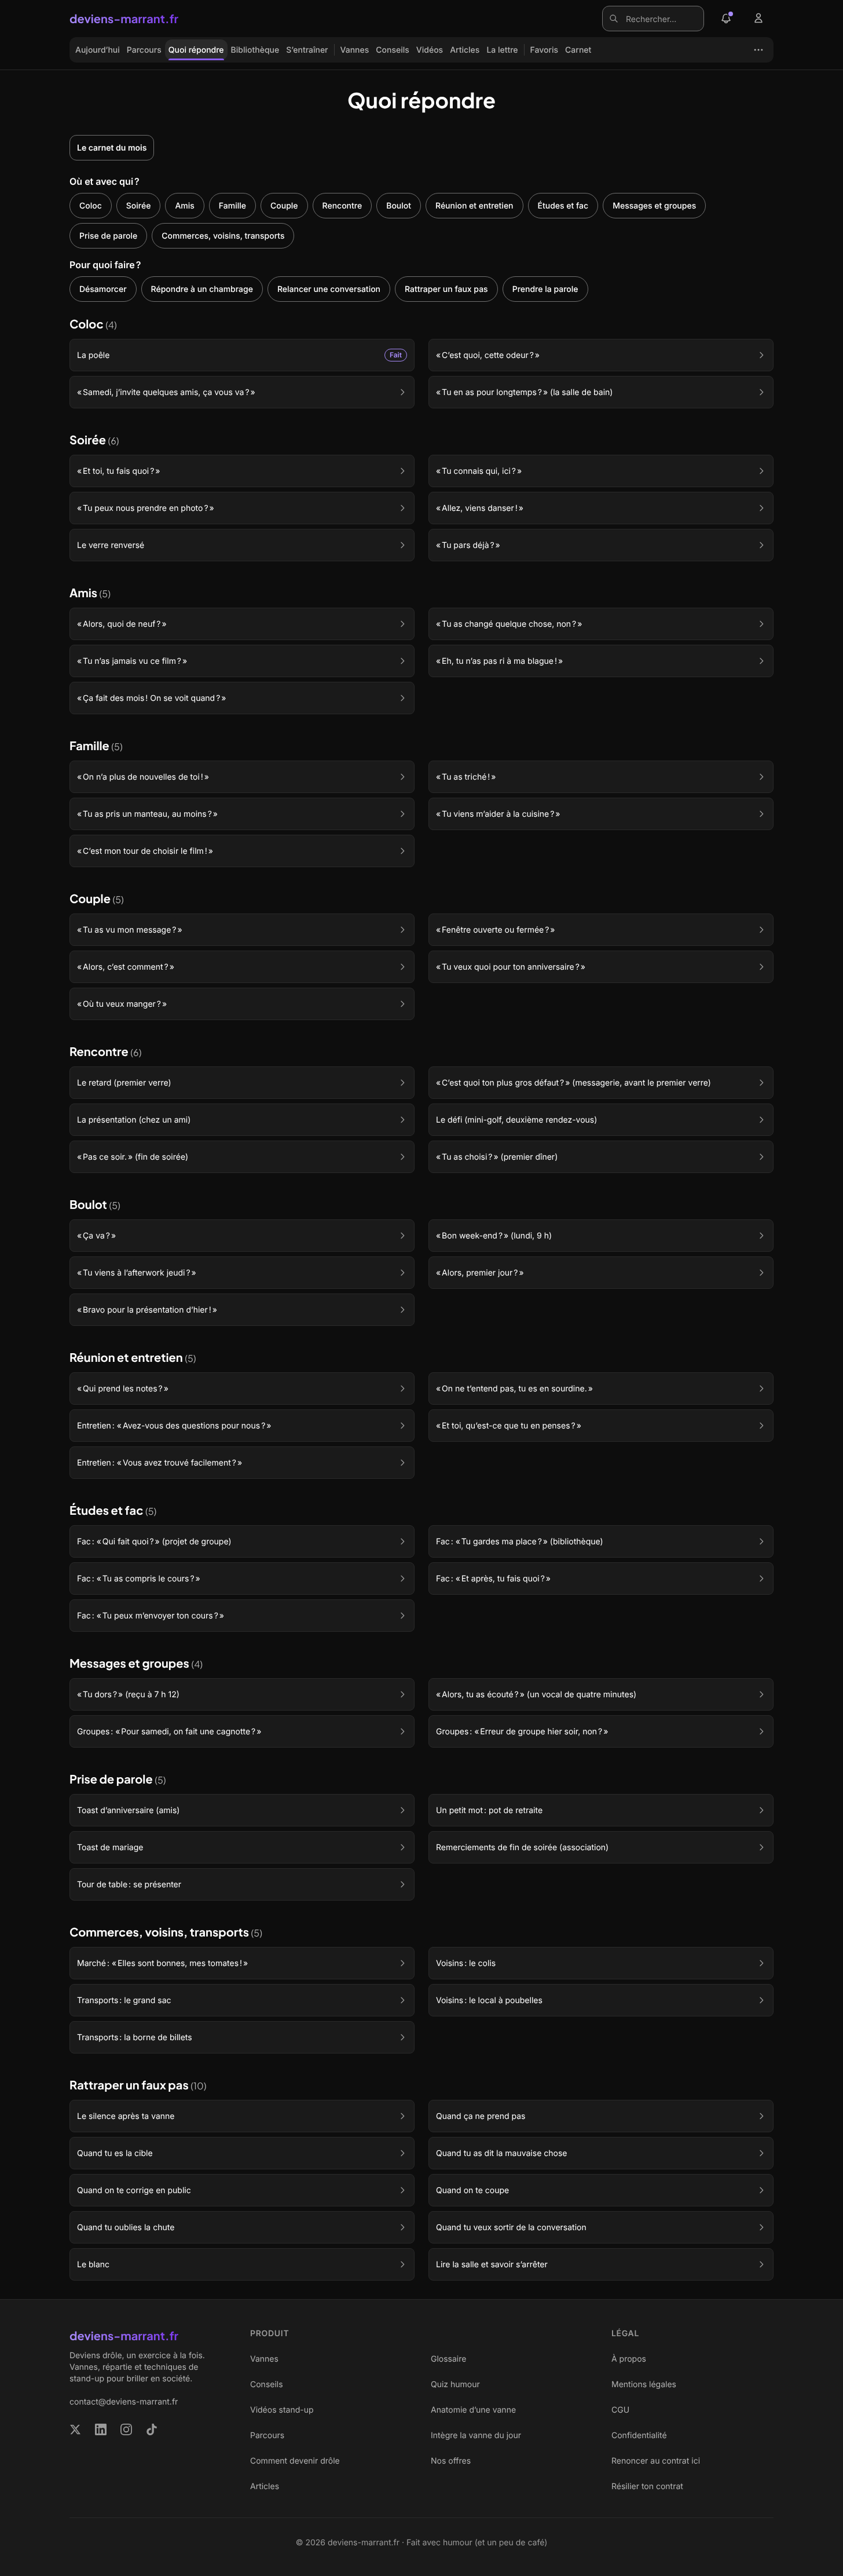 deviens-marrant.fr
Rechercher...
Aujourd’hui Parcours Quoi répondre Bibliothèque S’entraîner Vannes Conseils Vidéos Articles La lettre Favoris Carnet
Quoi répondre
Le carnet du mois
Où et avec qui ?
Coloc Soirée Amis Famille Couple Rencontre Boulot Réunion et entretien Études et fac Messages et groupes
Prise de parole Commerces, voisins, transports
Pour quoi faire ?
Désamorcer Répondre à un chambrage Relancer une conversation Rattraper un faux pas Prendre la parole
Coloc (4)
La poêle Fait
« C’est quoi, cette odeur ? »
« Samedi, j’invite quelques amis, ça vous va ? »
« Tu en as pour longtemps ? » (la salle de bain)
Soirée (6)
« Et toi, tu fais quoi ? »
« Tu connais qui, ici ? »
« Tu peux nous prendre en photo ? »
« Allez, viens danser ! »
Le verre renversé
« Tu pars déjà ? »
Amis (5)
« Alors, quoi de neuf ? »
« Tu as changé quelque chose, non ? »
« Tu n’as jamais vu ce film ? »
« Eh, tu n’as pas ri à ma blague ! »
« Ça fait des mois ! On se voit quand ? »
Famille (5)
« On n’a plus de nouvelles de toi ! »
« Tu as triché ! »
« Tu as pris un manteau, au moins ? »
« Tu viens m’aider à la cuisine ? »
« C’est mon tour de choisir le film ! »
Couple (5)
« Tu as vu mon message ? »
« Fenêtre ouverte ou fermée ? »
« Alors, c’est comment ? »
« Tu veux quoi pour ton anniversaire ? »
« Où tu veux manger ? »
Rencontre (6)
Le retard (premier verre)
« C’est quoi ton plus gros défaut ? » (messagerie, avant le premier verre)
La présentation (chez un ami)
Le défi (mini-golf, deuxième rendez-vous)
« Pas ce soir. » (fin de soirée)
« Tu as choisi ? » (premier dîner)
Boulot (5)
« Ça va ? »
« Bon week-end ? » (lundi, 9 h)
« Tu viens à l’afterwork jeudi ? »
« Alors, premier jour ? »
« Bravo pour la présentation d’hier ! »
Réunion et entretien (5)
« Qui prend les notes ? »
« On ne t’entend pas, tu es en sourdine. »
Entretien : « Avez-vous des questions pour nous ? »
« Et toi, qu’est-ce que tu en penses ? »
Entretien : « Vous avez trouvé facilement ? »
Études et fac (5)
Fac : « Qui fait quoi ? » (projet de groupe)
Fac : « Tu gardes ma place ? » (bibliothèque)
Fac : « Tu as compris le cours ? »
Fac : « Et après, tu fais quoi ? »
Fac : « Tu peux m’envoyer ton cours ? »
Messages et groupes (4)
« Tu dors ? » (reçu à 7 h 12)
« Alors, tu as écouté ? » (un vocal de quatre minutes)
Groupes : « Pour samedi, on fait une cagnotte ? »
Groupes : « Erreur de groupe hier soir, non ? »
Prise de parole (5)
Toast d’anniversaire (amis)
Un petit mot : pot de retraite
Toast de mariage
Remerciements de fin de soirée (association)
Tour de table : se présenter
Commerces, voisins, transports (5)
Marché : « Elles sont bonnes, mes tomates ! »
Voisins : le colis
Transports : le grand sac
Voisins : le local à poubelles
Transports : la borne de billets
Rattraper un faux pas (10)
Le silence après ta vanne
Quand ça ne prend pas
Quand tu es la cible
Quand tu as dit la mauvaise chose
Quand on te corrige en public
Quand on te coupe
Quand tu oublies la chute
Quand tu veux sortir de la conversation
Le blanc
Lire la salle et savoir s’arrêter
deviens-marrant.fr
Deviens drôle, un exercice à la fois.
Vannes, répartie et techniques de
stand-up pour briller en société.
contact@deviens-marrant.fr
PRODUIT
Vannes
Conseils
Vidéos stand-up
Parcours
Comment devenir drôle
Articles
Glossaire
Quiz humour
Anatomie d’une vanne
Intègre la vanne du jour
Nos offres
LÉGAL
À propos
Mentions légales
CGU
Confidentialité
Renoncer au contrat ici
Résilier ton contrat
© 2026 deviens-marrant.fr · Fait avec humour (et un peu de café)